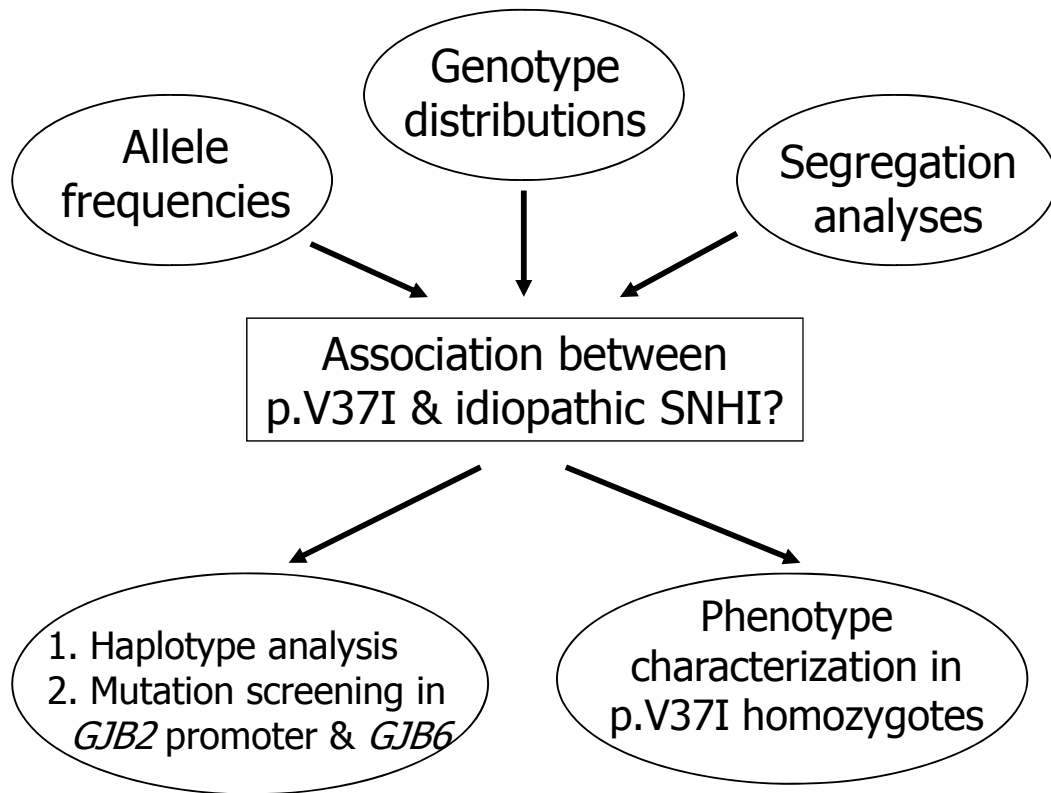 Allele
frequencies
Genotype
distributions
Segregation
analyses
Association between
p.V37I & idiopathic SNHI?
1. Haplotype analysis
2. Mutation screening in
GJB2 promoter & GJB6
Phenotype
characterization in
p.V37I homozygotes